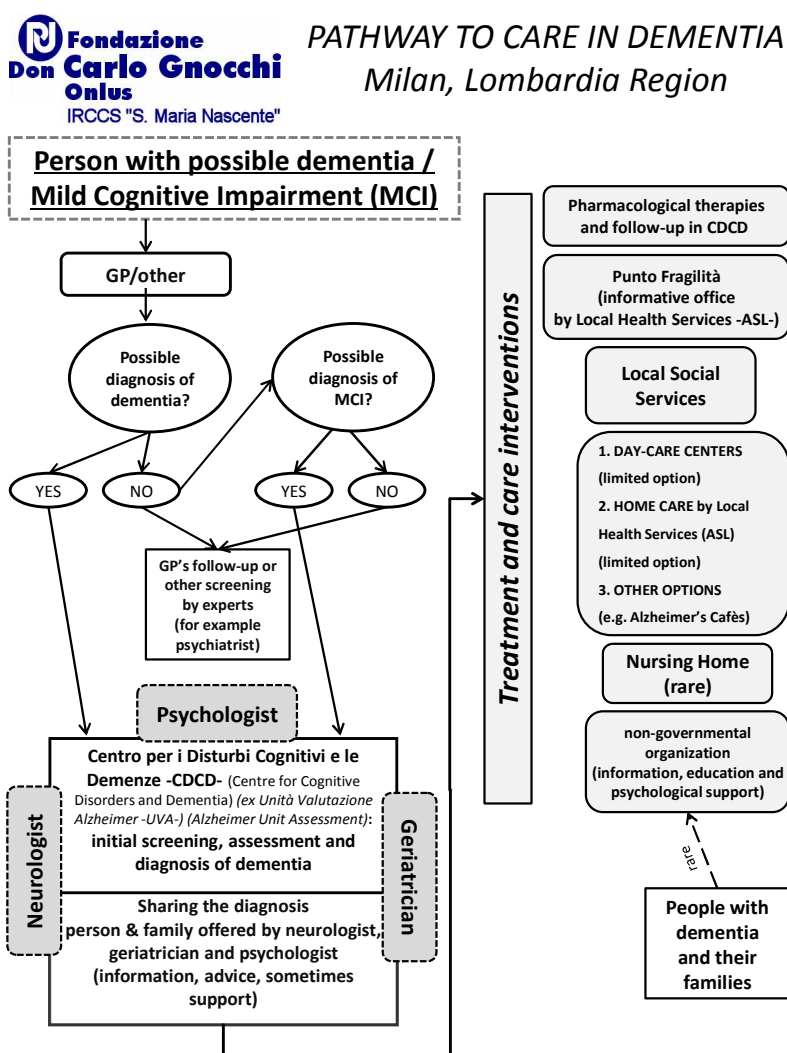 Fondazione
Don Carlo Gnocchi
Onlus
IRCCS "S. Maria Nascente"
PATHWAY TO CARE IN DEMENTIA
Milan, Lombardia Region
Person with possible dementia /
Mild Cognitive Impairment (MCI)
GP/other
Possible
diagnosis of
dementia?
Possible
diagnosis of
MCI?
YES
NO
YES
NO
GP's follow-up or
other screening
by experts
(for example
psychiatrist)
Psychologist
Neurologist
Geriatrician
Centro per i Disturbi Cognitivi e le
Demenze -CDCD- (Centre for Cognitive
Disorders and Dementia) (ex Unità Valutazione
Alzheimer -UVA-) (Alzheimer Unit Assessment):
initial screening, assessment and
diagnosis of dementia
Sharing the diagnosis
person & family offered by neurologist,
geriatrician and psychologist
(information, advice, sometimes
support)
Treatment and care interventions
Pharmacological therapies
and follow-up in CDCD
Punto Fragilità
(informative office
by Local Health Services -ASL-)
Local Social
Services
1. DAY-CARE CENTERS
(limited option)
2. HOME CARE by Local
Health Services (ASL)
(limited option)
3. OTHER OPTIONS
(e.g. Alzheimer's Cafès)
Nursing Home
(rare)
non-governmental
organization
(information, education and
psychological support)
rare
People with
dementia
and their
families